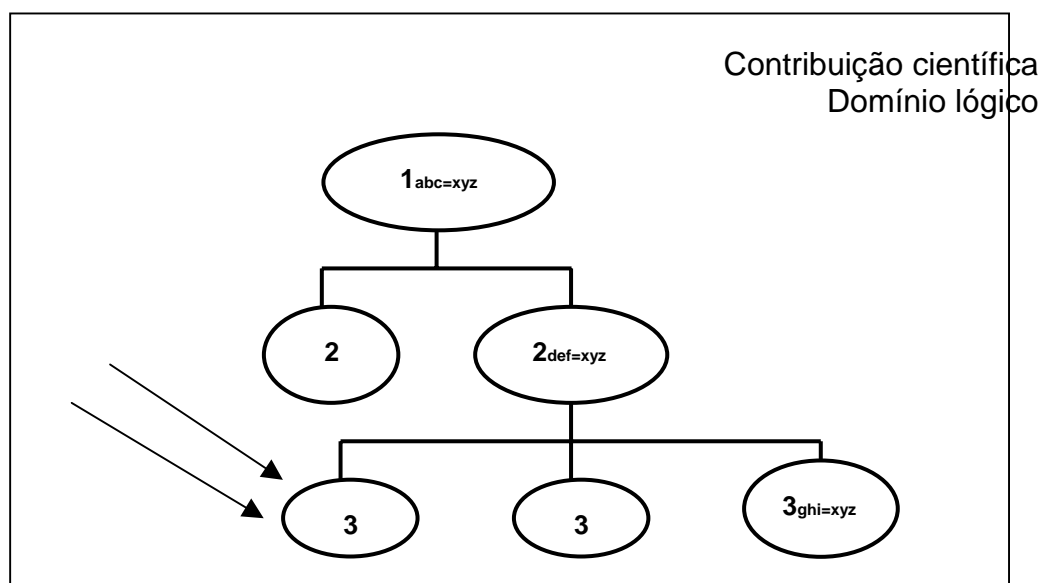 Contribuição científica
Domínio lógico
1abc=xyz
2 2def=xyz
3 3 3ghi=xyz